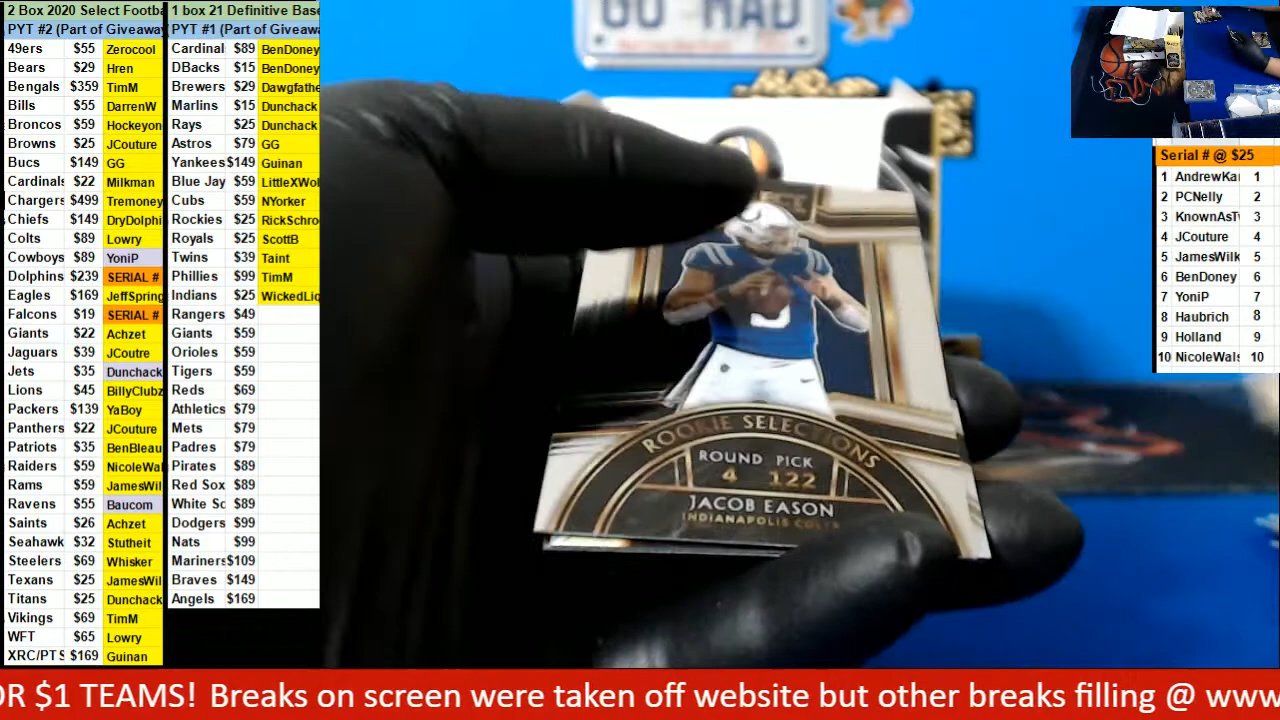 2 Box 2020 Select Footba
PYT #2 (Part of Giveaway
49ers $55 Zerocool
Bears $29 Hren
Bengals $359 TimM
Bills $55 DarrenW
Broncos $59 Hockeyon
Browns $25 JCouture
Bucs $149 GG
Cardinals $22 Milkman
Chargers $499 Tremoney
Chiefs $149 DryDolphi
Colts $89 Lowry
Cowboys $89 YoniP
Dolphins $239 SERIAL #
Eagles $169 JeffSpring
Falcons $19 SERIAL #
Giants $22 Achzet
Jaguars $39 JCoutre
Jets $35 Dunchack
Lions $45 BillyClubz
Packers $139 YaBoy
Panthers $22 JCouture
Patriots $35 BenBleau
Raiders $59 NicoleWa
Rams $59 JamesWil
Ravens $55 Baucom
Saints $26 Achzet
Seahawk $32 Stutheit
Steelers $69 Whisker
Texans $25 JamesWil
Titans $25 Dunchack
Vikings $69 TimM
WFT $65 Lowry
XRC/PTS $169 Guinan
1 box 21 Definitive Base
PYT #1 (Part of Giveawa
Cardinal $89 BenDoney
DBacks $15 BenDoney
Brewers $29 Dawgfathe
Marlins $15 Dunchack
Rays $25 Dunchack
Astros $79 GG
Yankees $149 Guinan
Blue Jay $59 LittleXWol
Cubs $59 NYorker
Rockies $25 RickSchro
Royals $25 ScottB
Twins $39 Taint
Phillies $99 TimM
Indians $25 WickedLiq
Rangers $49
Giants $59
Orioles $59
Tigers $59
Reds $69
Athletics $79
Mets $79
Padres $79
Pirates $89
Red Sox $89
White Sc $89
Dodgers $99
Nats $99
Mariners $109
Braves $149
Angels $169
GO MAD
ROOKIE SELECTIONS
ROUND PICK
4 122
JACOB EASON
INDIANAPOLIS COLTS
Serial # @ $25
1 AndrewKa 1
2 PCNelly 2
3 KnownAsT 3
4 JCouture 4
5 JamesWilk 5
6 BenDoney 6
7 YoniP 7
8 Haubrich 8
9 Holland 9
10 NicoleWals 10
OR $1 TEAMS! Breaks on screen were taken off website but other breaks filling @ www